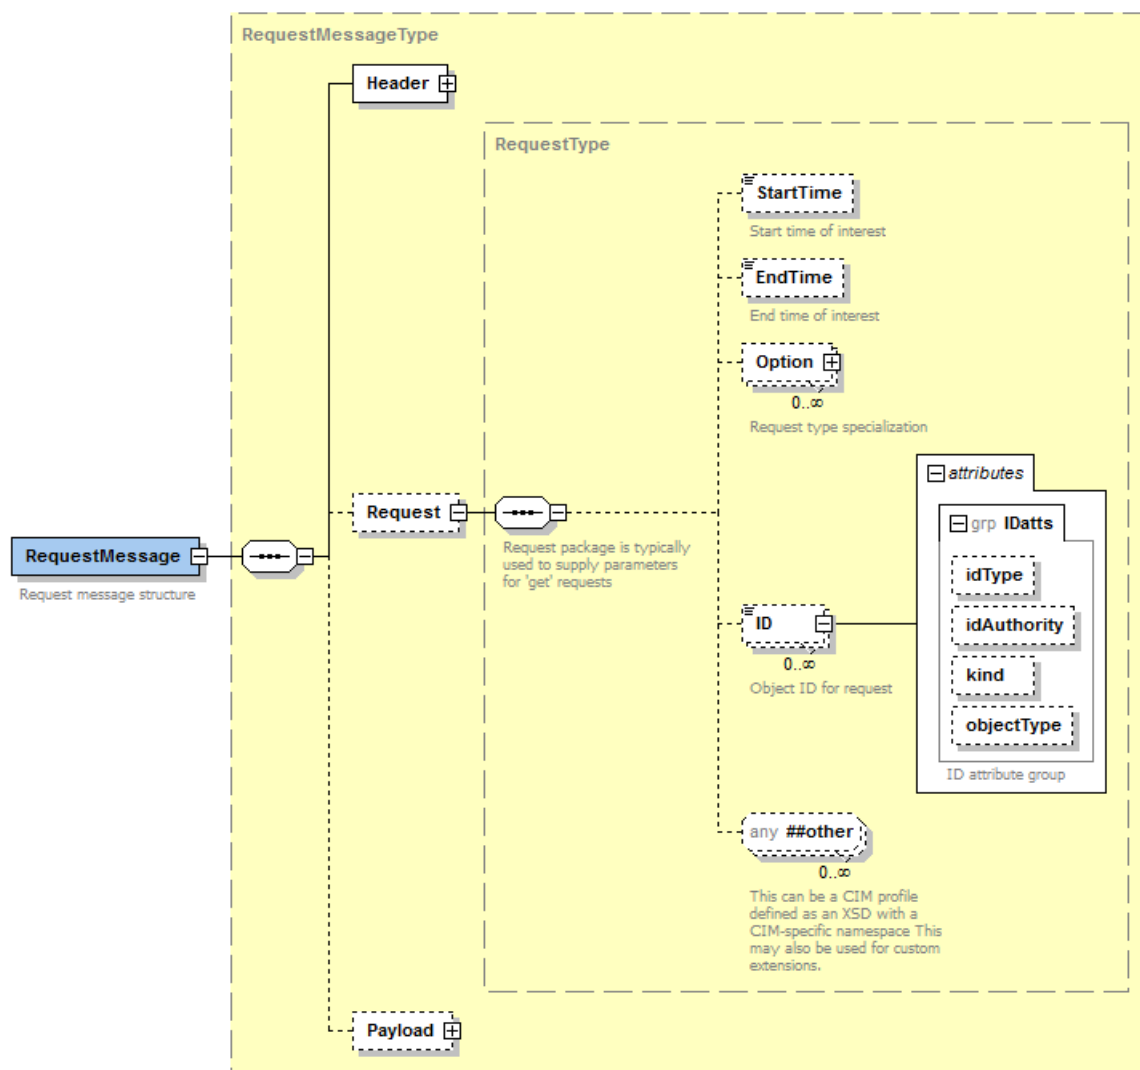 RequestMessageType
Header
RequestType
StartTime
Start time of interest
EndTime
End time of interest
Option
0..∞
Request type specialization
attributes
grp IDatts
Request
RequestMessage
Request message structure
Request package is typically
used to supply parameters
for 'get' requests
idType
ID
idAuthority
0..∞
kind
Object ID for request
objectType
ID attribute group
any ##other
0..∞
This can be a CIM profile
defined as an XSD with a
CIM-specific namespace This
may also be used for custom
extensions.
Payload